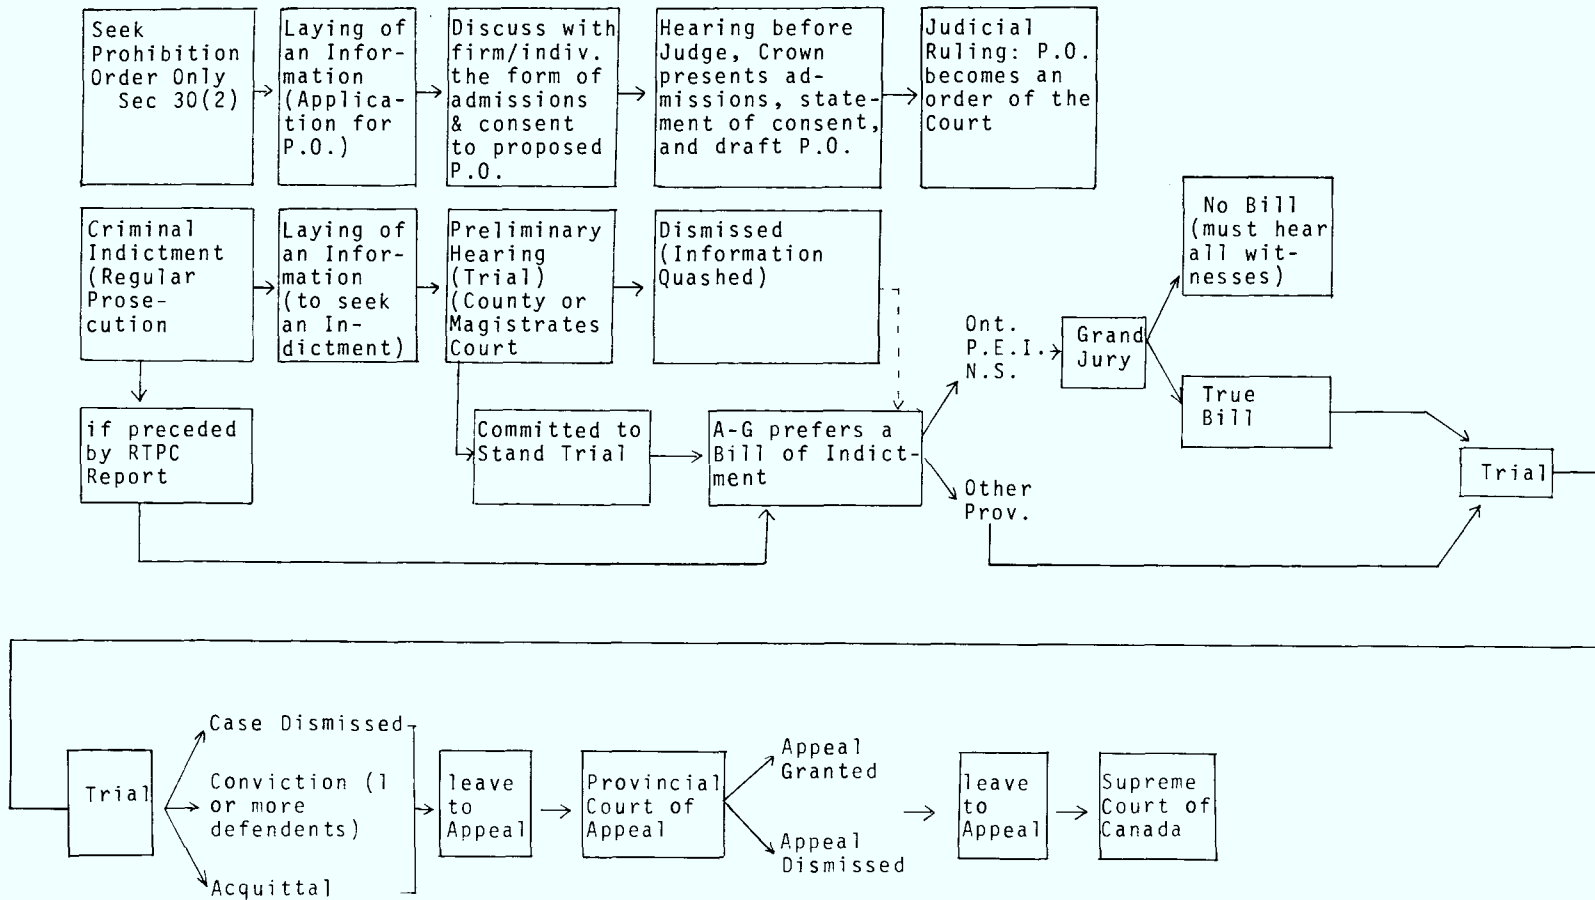 Seek
Prohibition
Order Only
Sec 30(2)
Laying of
an Infor-
mation
(Applica-
tion for
P.O.)
Discuss with
firm/indiv.
the form of
admissions
& consent
to proposed
P.O.
Hearing before
Judge, Crown
presents ad-
missions, state-
ment of consent,
and draft P.O.
Judicial
Ruling: P.O.
becomes an
order of the
Court
Criminal
Indictment
(Regular
Prose-
cution
Laying of
an Infor-
mation
(to seek
an In-
dictment)
Preliminary
Hearing
(Trial)
(County or
Magistrates
Court
Dismissed
(Information
Quashed)
No Bill
(must hear
all wit-
nesses)
Ont.
P.E.I.
N.S.
Grand
Jury
True
Bill
if preceded
by RTPC
Report
Committed to
Stand Trial
A-G prefers a
Bill of Indict-
ment
Other
Prov.
Trial
Trial
Case Dismissed
Conviction (1
or more
defendents)
Acquittal
leave
to
Appeal
Provincial
Court of
Appeal
Appeal
Granted
Appeal
Dismissed
leave
to
Appeal
Supreme
Court of
Canada